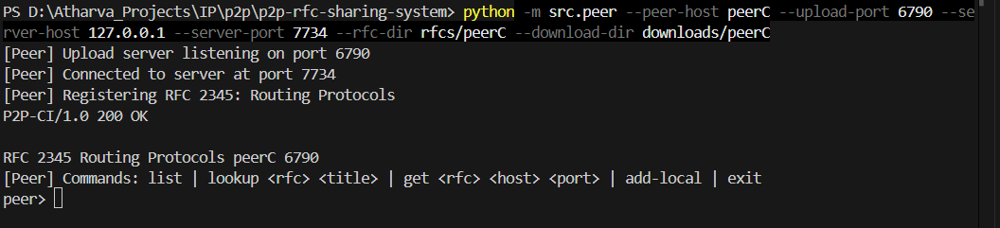 PS D:\Atharva_Projects\IP\p2p\p2p-rfc-sharing-system> python -m src.peer --peer-host peerC --upload-port 6790 --se
rver-host 127.0.0.1 --server-port 7734 --rfc-dir rfcs/peerC --download-dir downloads/peerC
[Peer] Upload server listening on port 6790
[Peer] Connected to server at port 7734
[Peer] Registering RFC 2345: Routing Protocols
P2P-CI/1.0 200 OK

RFC 2345 Routing Protocols peerC 6790
[Peer] Commands: list | lookup <rfc> <title> | get <rfc> <host> <port> | add-local | exit
peer>